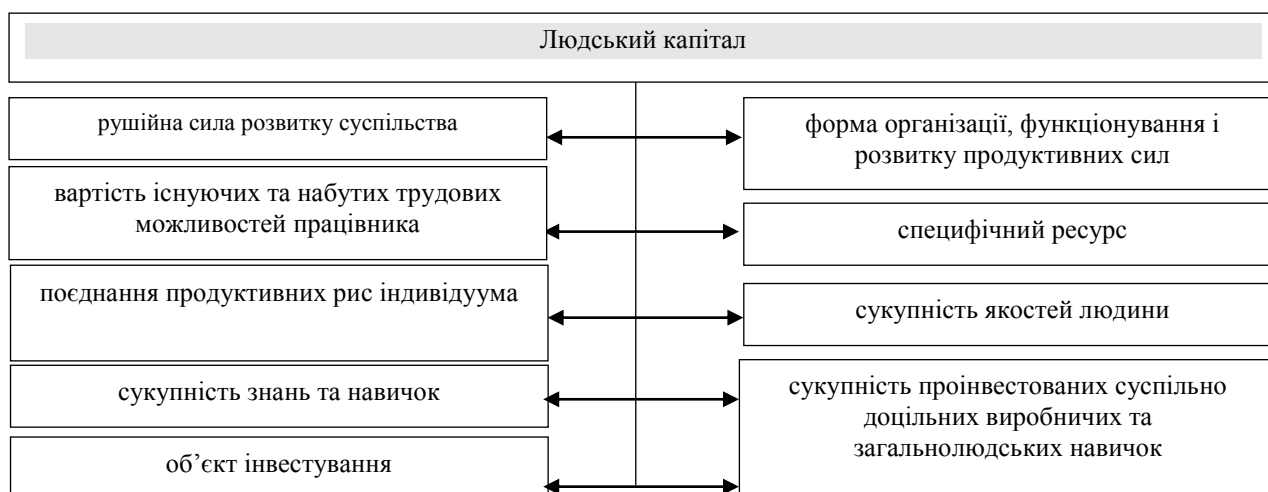 Людський капітал
рушійна сила розвитку суспільства
форма організації, функціонування і
розвитку продуктивних сил
вартість існуючих та набутих трудових
можливостей працівника
специфічний ресурс
поєднання продуктивних рис індивідуума
сукупність якостей людини
сукупність знань та навичок
сукупність проінвестованих суспільно
доцільних виробничих та
загальнолюдських навичок
об’єкт інвестування